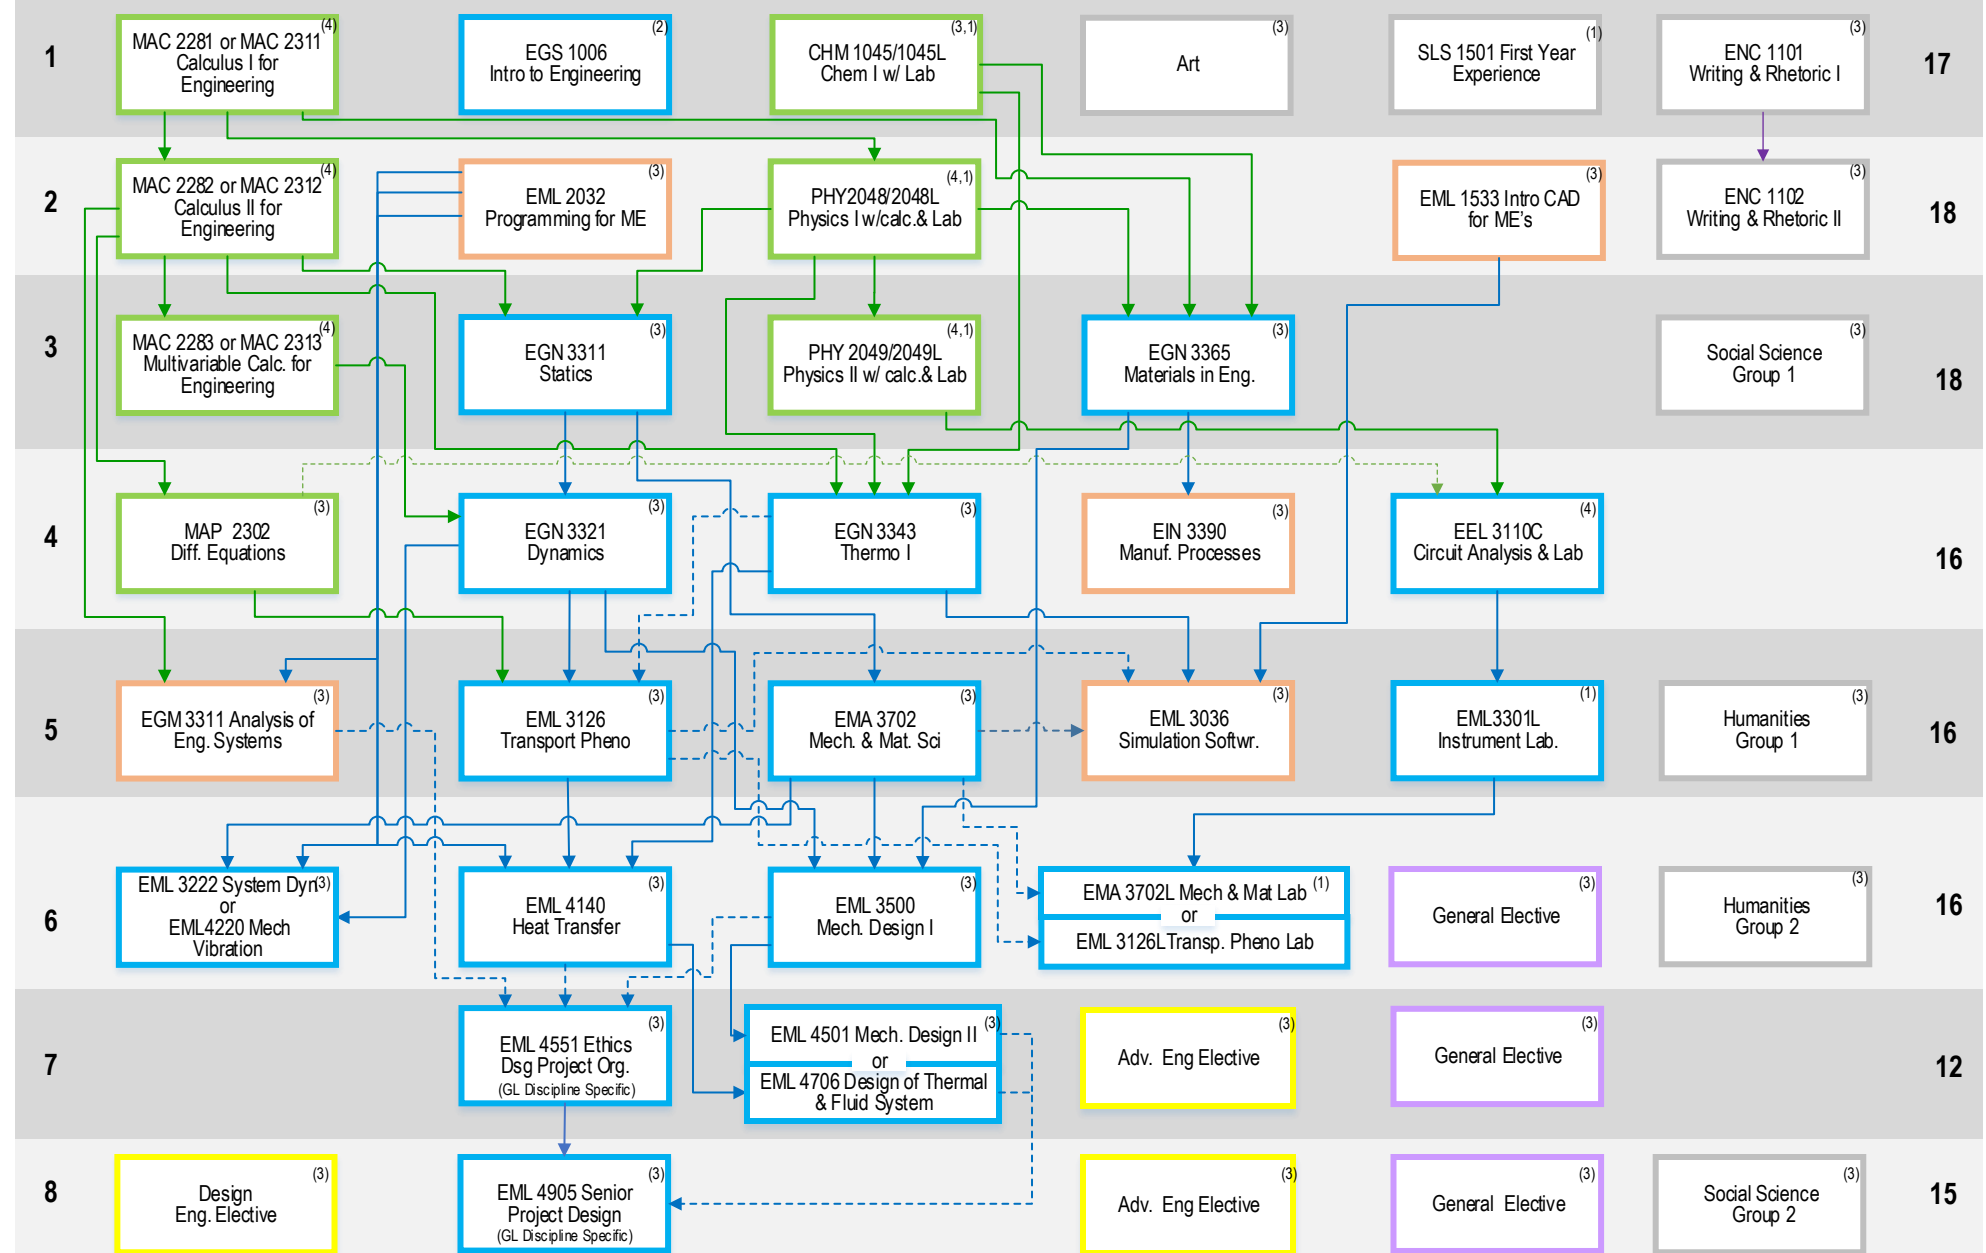 1
MAC 2281 or MAC 2311
(4)
Calculus I for
Engineering
EGS 1006
(2)
Intro to Engineering
CHM 1045/1045L
(3,1)
Chem I w/ Lab
Art
(3)
SLS 1501 First Year
(1)
Experience
ENC 1101
(3)
Writing & Rhetoric I
17
2
MAC 2282 or MAC 2312
(4)
Calculus II for
Engineering
EML 2032
(3)
Programming for ME
PHY2048/2048L
(4,1)
Physics I w/calc.& Lab
EML 1533 Intro CAD
(3)
for ME's
ENC 1102
(3)
Writing & Rhetoric II
18
3
MAC 2283 or MAC 2313
(4)
Multivariable Calc. for
Engineering
EGN 3311
(3)
Statics
PHY 2049/2049L
(4,1)
Physics II w/ calc.& Lab
EGN 3365
(3)
Materials in Eng.
Social Science
(3)
Group 1
18
4
MAP 2302
(3)
Diff. Equations
EGN 3321
(3)
Dynamics
EGN 3343
(3)
Thermo I
EIN 3390
(3)
Manuf. Processes
EEL 3110C
(4)
Circuit Analysis & Lab
16
5
EGM 3311 Analysis of
(3)
Eng. Systems
EML 3126
(3)
Transport Pheno
EMA 3702
(3)
Mech. & Mat. Sci
EML 3036
(3)
Simulation Softwr.
EML3301L
(1)
Instrument Lab.
Humanities
(3)
Group 1
16
6
EML 3222 System Dyn
(3)
or
EML4220 Mech
Vibration
EML 4140
(3)
Heat Transfer
EML 3500
(3)
Mech. Design I
EMA 3702L Mech & Mat Lab
(1)
or
EML 3126L Transp. Pheno Lab
General Elective
(3)
Humanities
(3)
Group 2
16
7
EML 4551 Ethics
(3)
Dsg Project Org.
(GL Discipline Specific)
EML 4501 Mech. Design II
(3)
or
EML 4706 Design of Thermal
& Fluid System
Adv. Eng Elective
(3)
General Elective
(3)
12
8
Design
(3)
Eng. Elective
EML 4905 Senior
(3)
Project Design
(GL Discipline Specific)
Adv. Eng Elective
(3)
General Elective
(3)
Social Science
(3)
Group 2
15